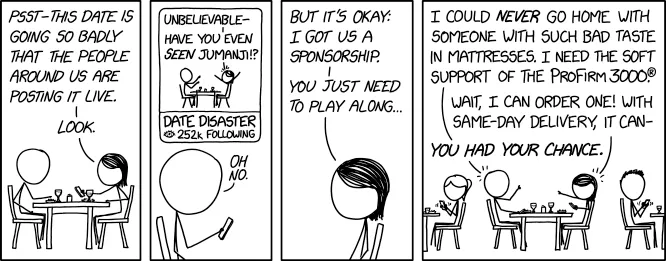 PSST-THIS DATE IS
GOING SO BADLY
THAT THE PEOPLE
AROUND US ARE
POSTING IT LIVE.
LOOK.
UNBELIEVABLE-
HAVE YOU EVEN
SEEN JUMANJI!?
DATE DISASTER
252K FOLLOWING
OH
NO.
BUT IT'S OKAY:
I GOT US A
SPONSORSHIP.
YOU JUST NEED
TO PLAY ALONG...
I COULD NEVER GO HOME WITH
SOMEONE WITH SUCH BAD TASTE
IN MATTRESSES. I NEED THE SOFT
SUPPORT OF THE PROFIRM 3000.®
WAIT, I CAN ORDER ONE! WITH
SAME-DAY DELIVERY, IT CAN-
YOU HAD YOUR CHANCE.